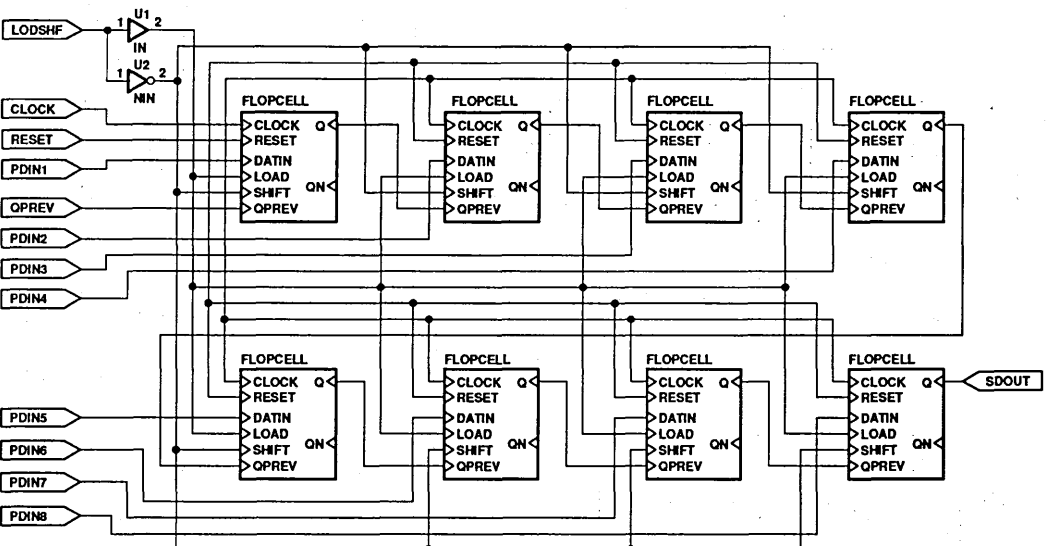 LODSHF
U1
1 2
IN
U2
1 2
NIN
CLOCK
RESET
PDIN1
QPREV
PDIN2
PDIN3
PDIN4
FLOPCELL
CLOCK Q
RESET
DATIN
LOAD
QN
SHIFT
QPREV
FLOPCELL
CLOCK Q
RESET
DATIN
LOAD
QN
SHIFT
QPREV
FLOPCELL
CLOCK Q
RESET
DATIN
LOAD
QN
SHIFT
QPREV
FLOPCELL
CLOCK Q
RESET
DATIN
LOAD
QN
SHIFT
QPREV
PDIN5
PDIN6
PDIN7
PDIN8
FLOPCELL
CLOCK Q
RESET
DATIN
LOAD
QN
SHIFT
QPREV
FLOPCELL
CLOCK Q
RESET
DATIN
LOAD
QN
SHIFT
QPREV
FLOPCELL
CLOCK Q
RESET
DATIN
LOAD
QN
SHIFT
QPREV
FLOPCELL
CLOCK Q
RESET
DATIN
LOAD
QN
SHIFT
QPREV
SDOUT